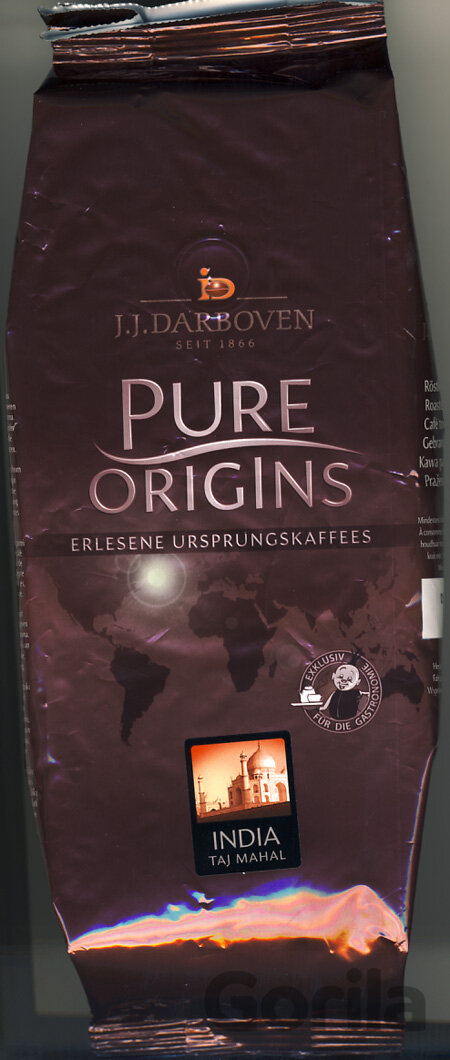 J.J.DARBOVEN
SEIT 1866
PURE
ORIGINS
ERLESENE URSPRUNGSKAFFEES
EXKLUSIV
FÜR DIE GASTRONOMIE
INDIA
TAJ MAHAL
Gorila